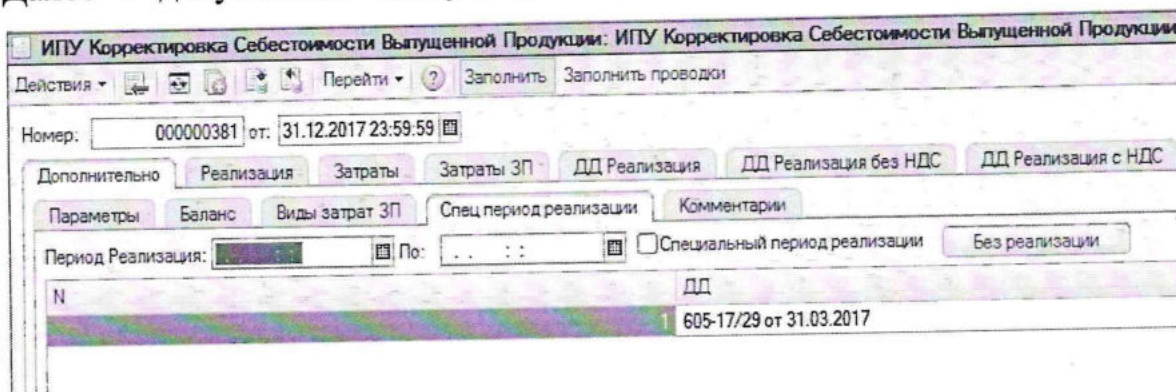 ИПУ Корректировка Себестоимости Выпущенной Продукции: ИПУ Корректировка Себестоимости Выпущенной Продукции
Действия Перейти ? Заполнить Заполнить проводки
Номер: 000000381 от: 31.12.2017 23:59:59
Дополнительно Реализация Затраты Затраты ЗП ДД Реализация ДД Реализация без НДС ДД Реализация с НДС
Параметры Баланс Виды затрат ЗП Спец период реализации Комментарии
Период Реализация: По: . . : : Специальный период реализации Без реализации
N ДД
1 605-17/29 от 31.03.2017